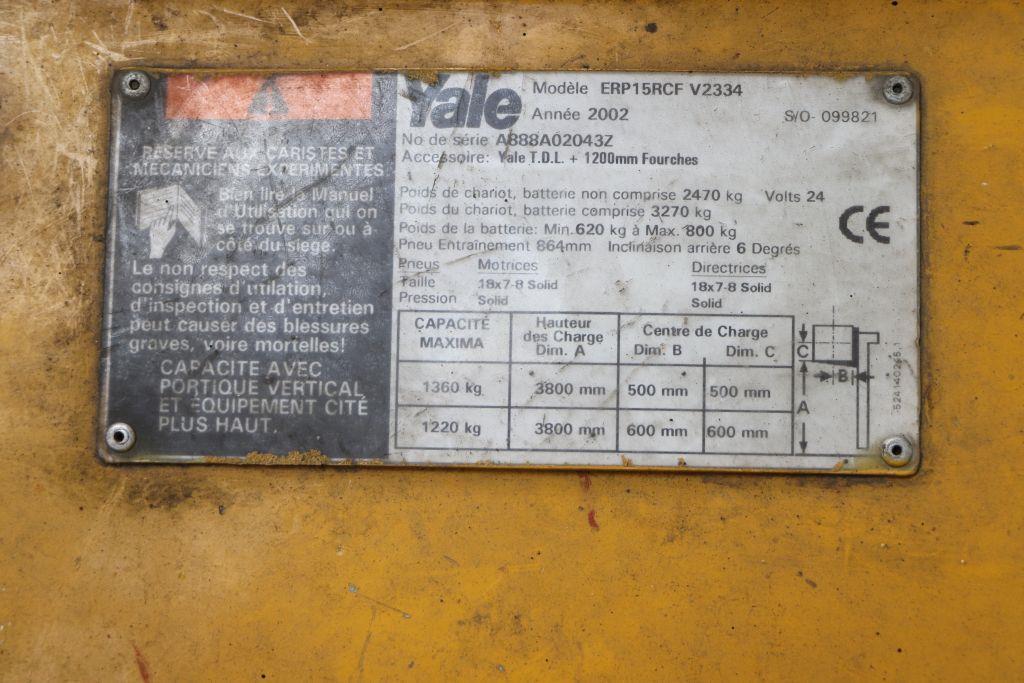 RESERVE AUX CARISTES ET
MECANICIENS EXPERIMENTES
Bien lire le Manuel
d'Utilisation qui on
se trouve sur ou à-
côté du siege.
Le non respect des
consignes d'utilation,
d'inspection et d'entretien
peut causer des blessures
graves, voire mortelles!
CAPACITE AVEC
PORTIQUE VERTICAL
ET EQUIPEMENT CITÉ
PLUS HAUT.
Yale
Modèle ERP15RCF V2334
Année 2002 S/O- 099821
No de série A888A02043Z
Accessoire: Yale T.D.L. + 1200mm Fourches
Poids de chariot, batterie non comprise 2470 kg Volts 24
Poids du chariot, batterie comprise 3270 kg
Poids de la batterie: Min. 620 kg à Max. 800 kg
Pneu Entraînement 864mm Inclinaison arrière 6 Degrés
CE
Pneus Motrices Directrices
Taille 18x7-8 Solid 18x7-8 Solid
Pression Solid Solid
CAPACITÉ MAXIMA Hauteur des Charge Dim. A Centre de Charge Dim. B Dim. C
1360 kg 3800 mm 500 mm 500 mm
1220 kg 3800 mm 600 mm 600 mm
C
B
A